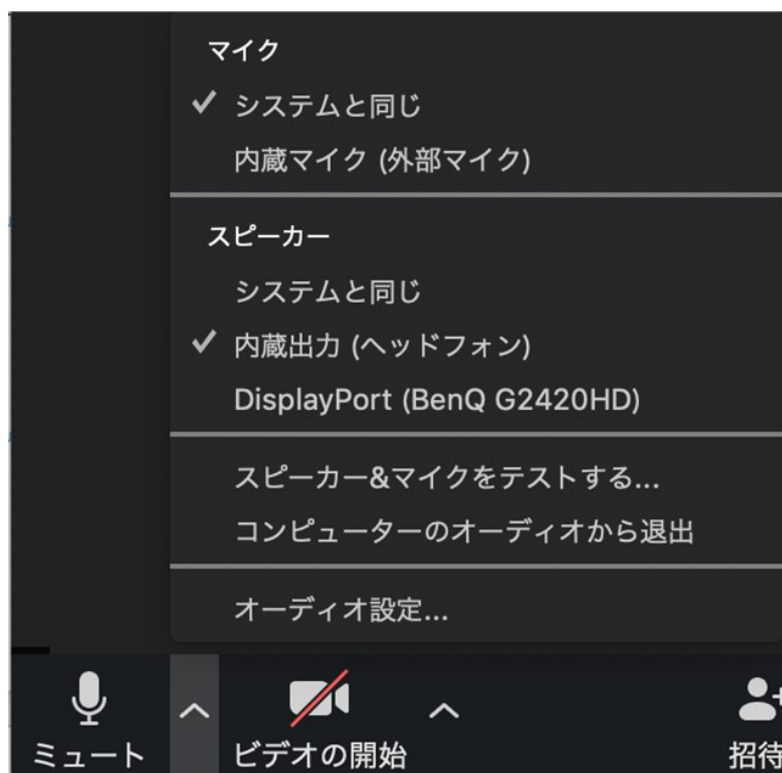 マイク
システムと同じ
内蔵マイク (外部マイク)
スピーカー
システムと同じ
内蔵出力 (ヘッドフォン)
DisplayPort (BenQ G2420HD)
スピーカー&マイクをテストする...
コンピューターのオーディオから退出
オーディオ設定...
ミュート
ビデオの開始
招待